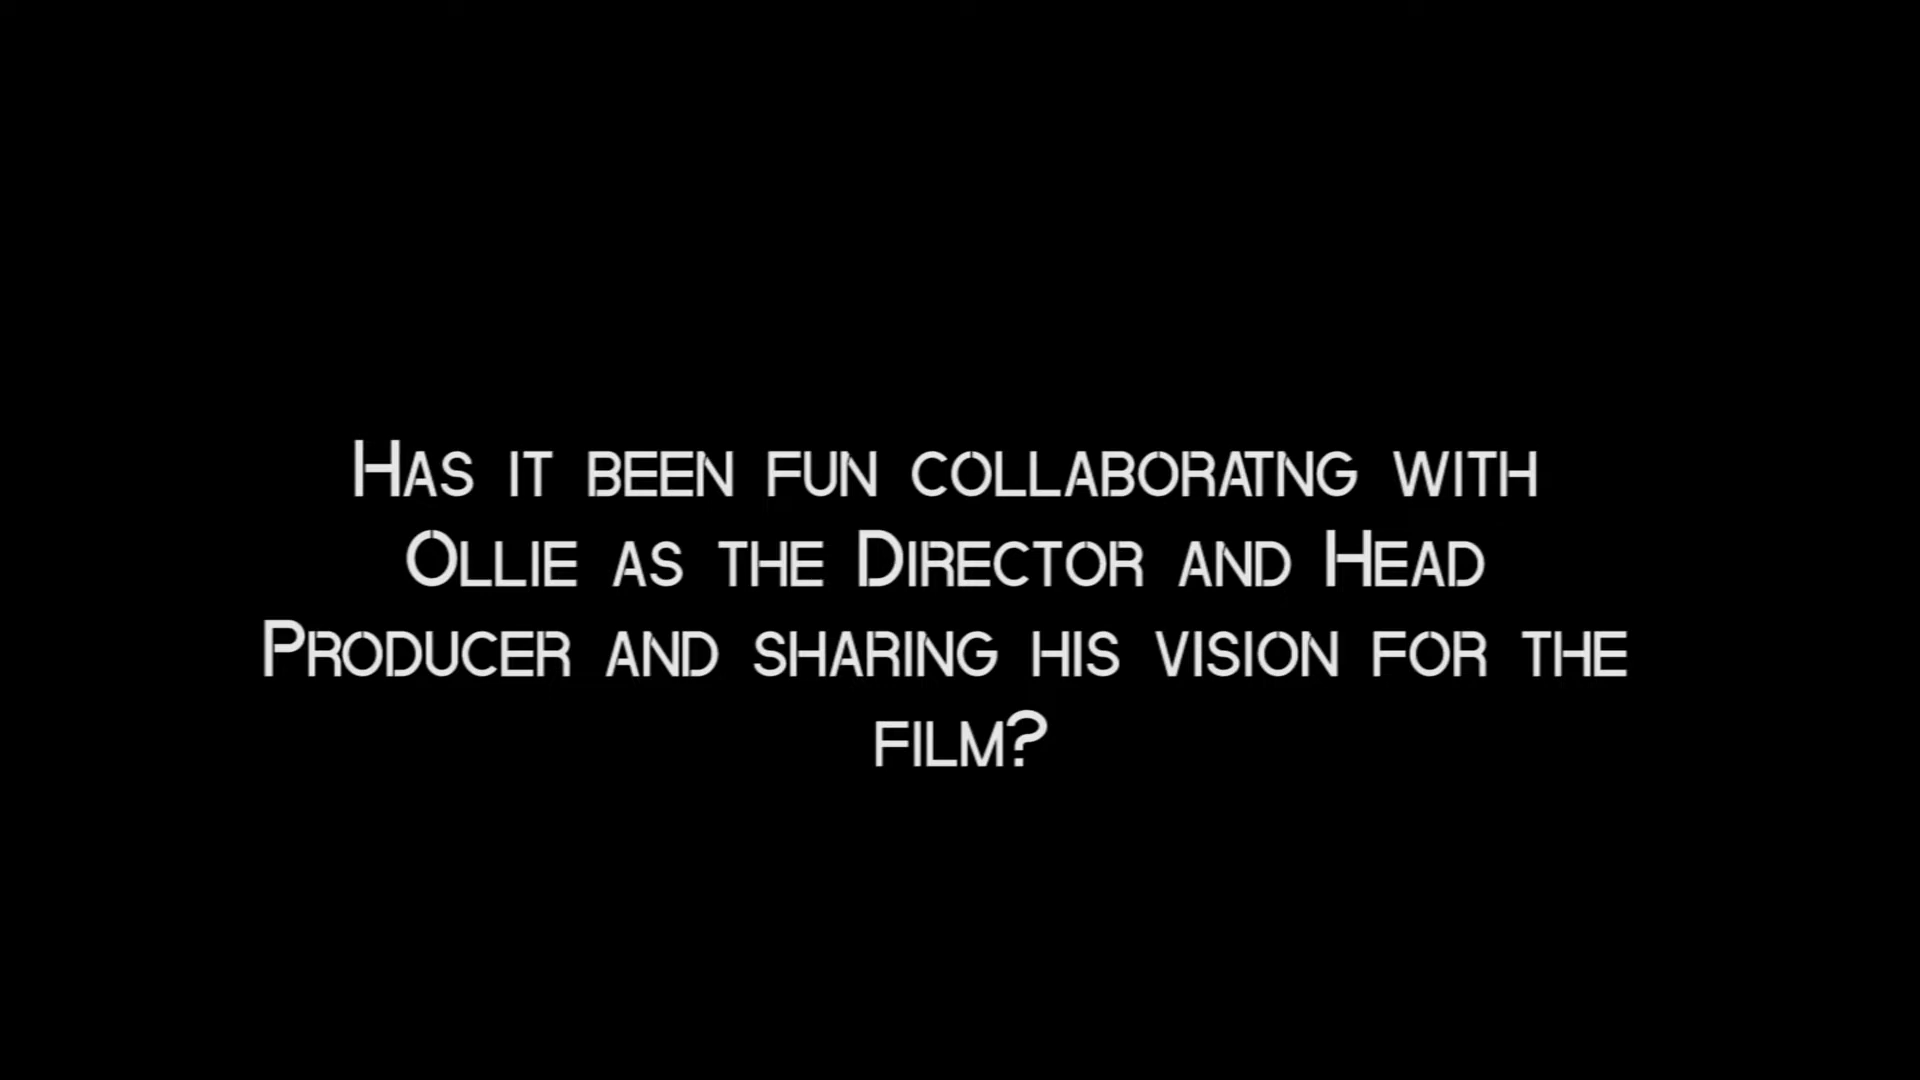 Has it been fun collaboratng with
Ollie as the Director and Head
Producer and sharing his vision for the
film?